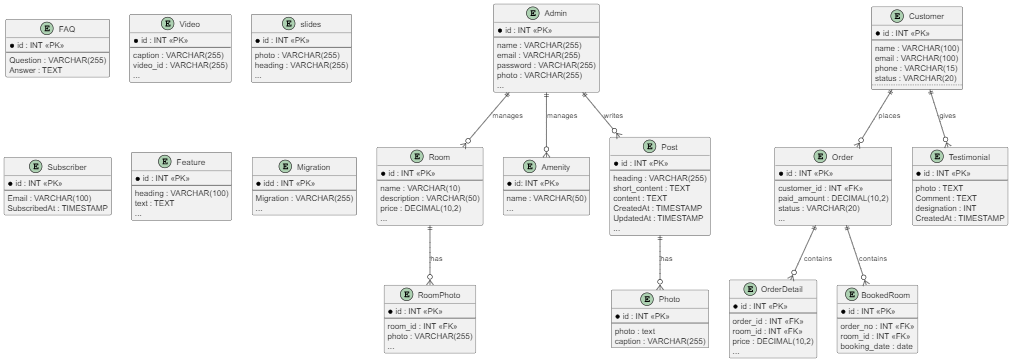 E FAQ
id : INT «PK»
Question : VARCHAR(255)
Answer : TEXT
E Video
id : INT «PK»
caption : VARCHAR(255)
video_id : VARCHAR(255)
...
E slides
id : INT «PK»
photo : VARCHAR(255)
heading : VARCHAR(255)
...
E Admin
id : INT «PK»
name : VARCHAR(255)
email : VARCHAR(255)
password : VARCHAR(255)
photo : VARCHAR(255)
...
E Customer
id : INT «PK»
name : VARCHAR(100)
email : VARCHAR(100)
phone : VARCHAR(15)
status : VARCHAR(20)
manages
manages
writes
places
gives
E Subscriber
id : INT «PK»
Email : VARCHAR(100)
SubscribedAt : TIMESTAMP
E Feature
id : INT «PK»
heading : VARCHAR(100)
text : TEXT
...
E Migration
idd : INT «PK»
Migration : VARCHAR(255)
...
E Room
id : INT «PK»
name : VARCHAR(10)
description : VARCHAR(50)
price : DECIMAL(10,2)
...
E Amenity
id : INT «PK»
name : VARCHAR(50)
...
E Post
id : INT «PK»
heading : VARCHAR(255)
short_content : TEXT
content : TEXT
CreatedAt : TIMESTAMP
UpdatedAt : TIMESTAMP
...
E Order
id : INT «PK»
customer_id : INT «FK»
paid_amount : DECIMAL(10,2)
status : VARCHAR(20)
...
E Testimonial
id : INT «PK»
photo : TEXT
Comment : TEXT
designation : INT
CreatedAt : TIMESTAMP
has
has
contains
contains
E RoomPhoto
id : INT «PK»
room_id : INT «FK»
photo : VARCHAR(255)
...
E Photo
id : INT «PK»
photo : text
caption : VARCHAR(255)
E OrderDetail
id : INT «PK»
order_id : INT «FK»
room_id : INT «FK»
price : DECIMAL(10,2)
...
E BookedRoom
id : INT «PK»
order_no : INT «FK»
room_id : INT «FK»
booking_date : date